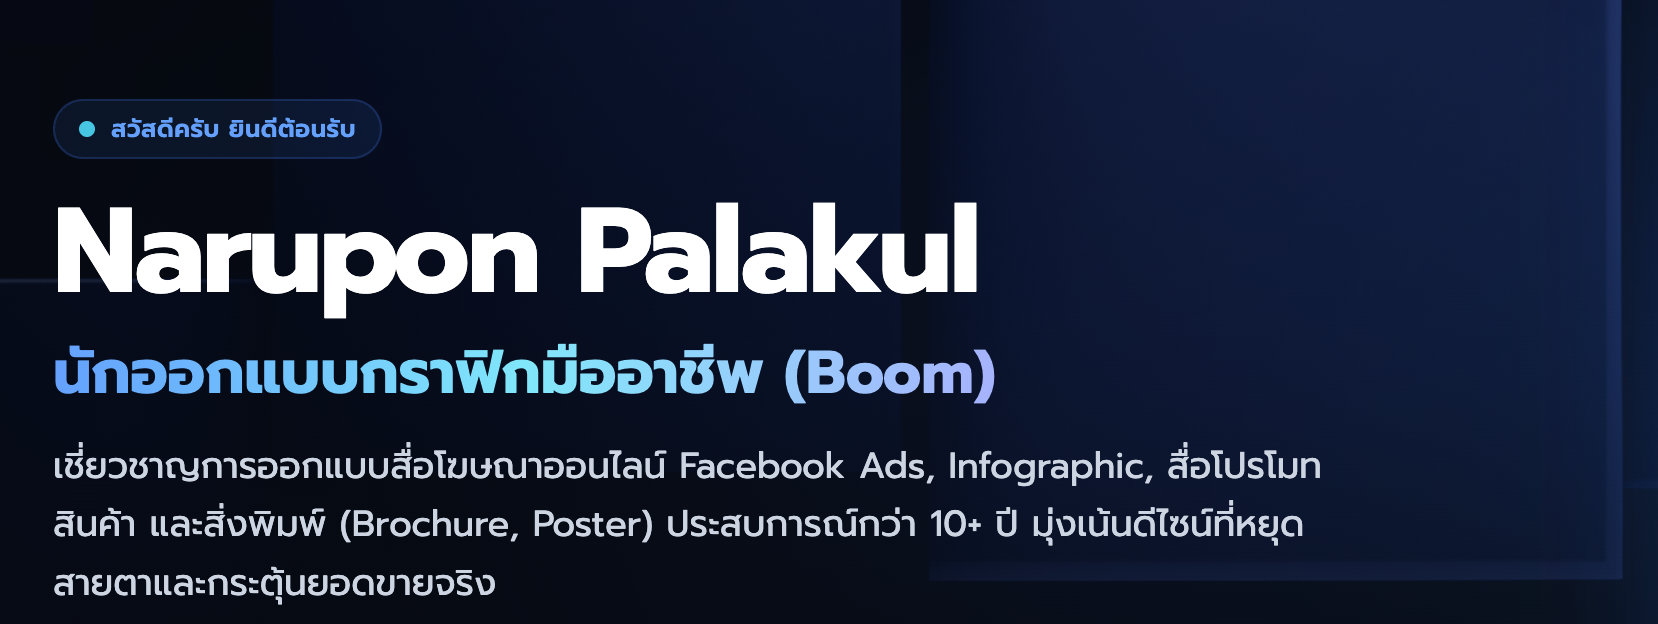 สวัสดีครับ ยินดีต้อนรับ
Narupon Palakul
นักออกแบบกราฟิกมืออาชีพ (Boom)
เชี่ยวชาญการออกแบบสื่อโฆษณาออนไลน์ Facebook Ads, Infographic, สื่อโปรโมท
สินค้า และสิ่งพิมพ์ (Brochure, Poster) ประสบการณ์กว่า 10+ ปี มุ่งเน้นดีไซน์ที่หยุด
สายตาและกระตุ้นยอดขายจริง